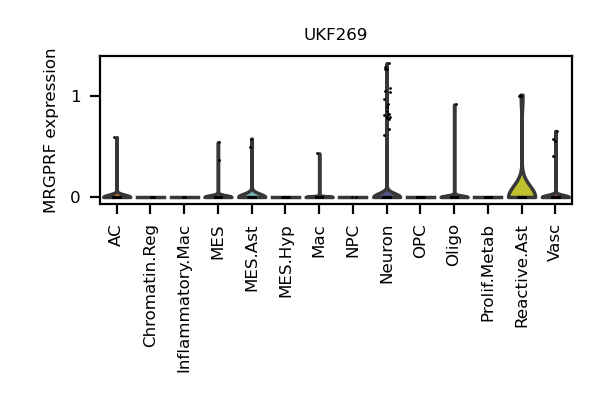 UKF269
MRGPRF expression
1
0
AC
Chromatin.Reg
Inflammatory.Mac
MES
MES.Ast
MES.Hyp
Mac
NPC
Neuron
OPC
Oligo
Prolif.Metab
Reactive.Ast
Vasc